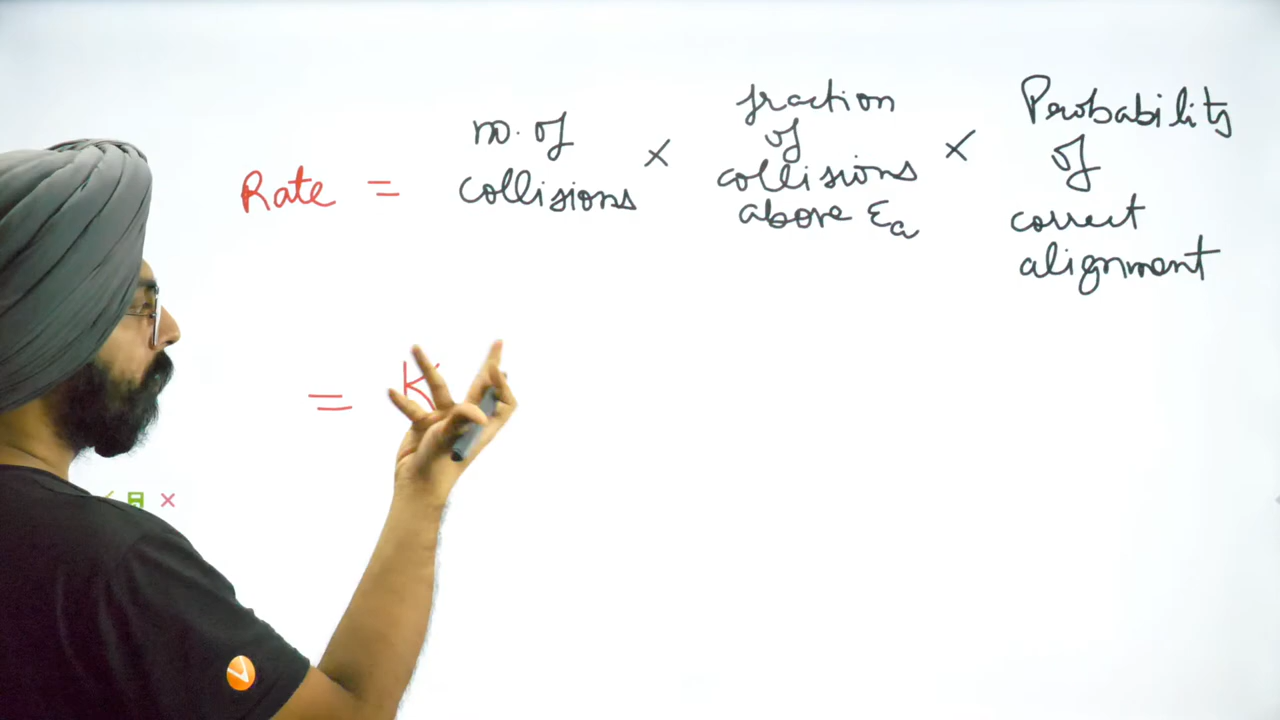 Rate = no. of collisions × fraction of collisions above Ea × Probability of correct alignment
= K